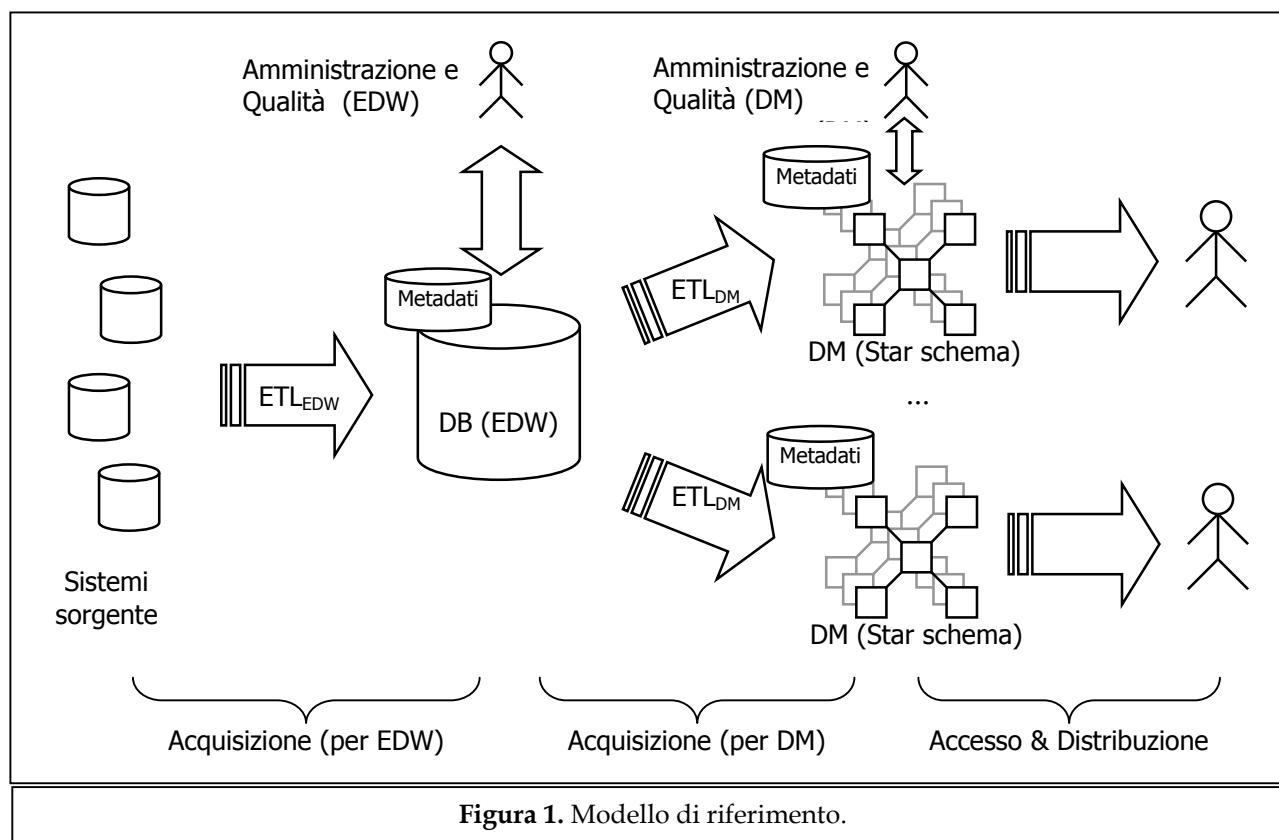 Amministrazione e
Qualità (EDW)
Amministrazione e
Qualità (DM)
Metadati
Metadati
ETLDM
DM (Star schema)
ETLEDW
DB (EDW)
...
Metadati
ETLDM
DM (Star schema)
Sistemi
sorgente
Acquisizione (per EDW)
Acquisizione (per DM)
Accesso & Distribuzione
Figura 1. Modello di riferimento.